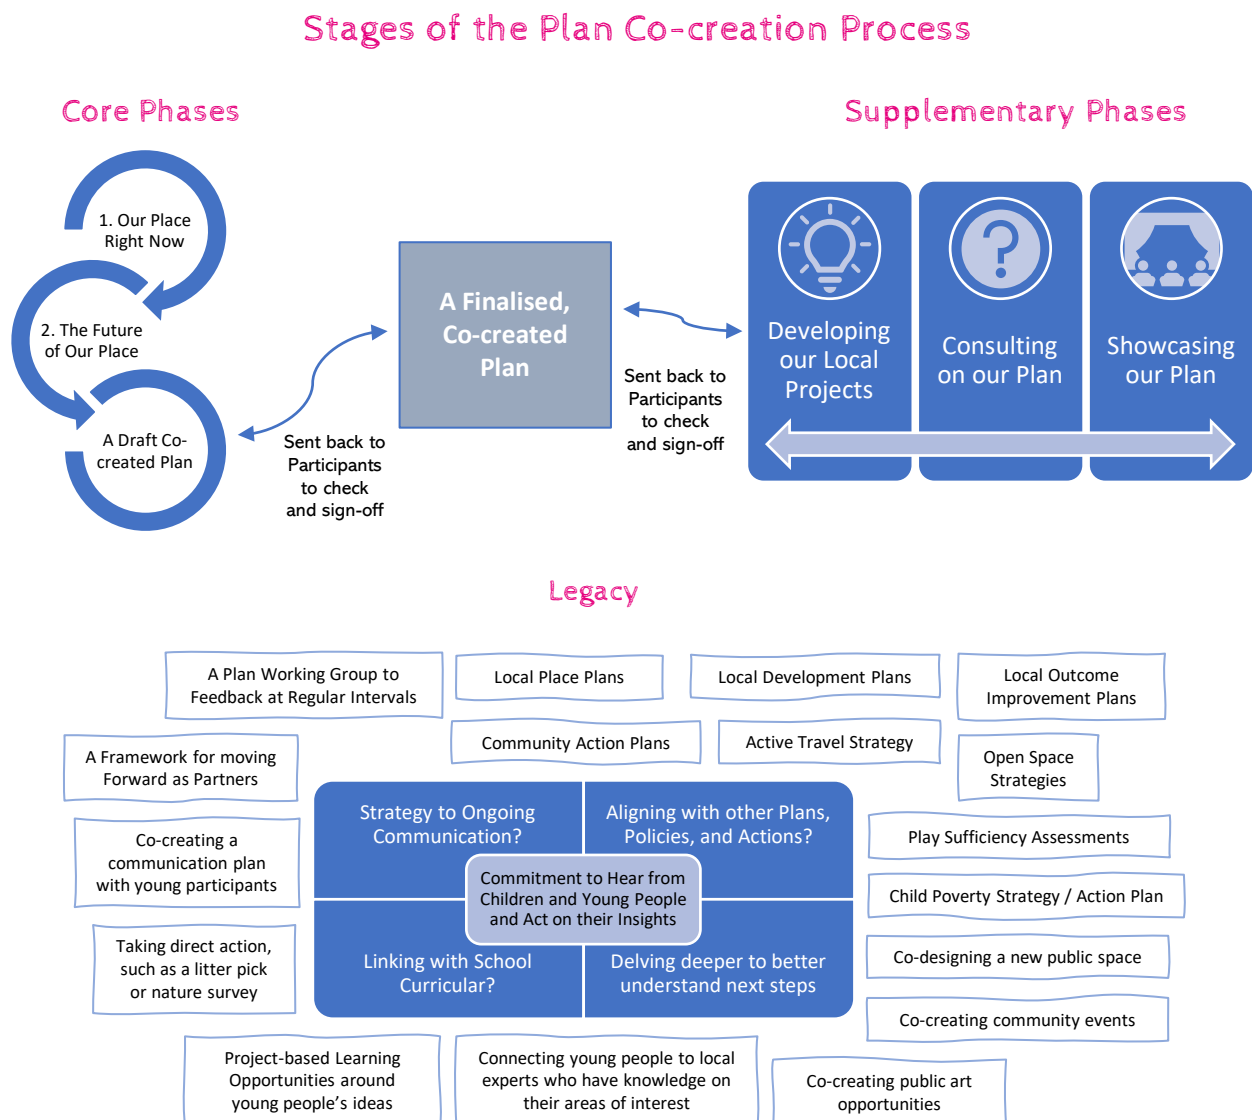 Stages of the Plan Co-creation Process
Core Phases
Supplementary Phases
1. Our Place
Right Now
2. The Future
of Our Place
A Draft Co-
created Plan
Sent back to
Participants
to check
and sign-off
A Finalised,
Co-created
Plan
Sent back to
Participants
to check
and sign-off
Developing
our Local
Projects
Consulting
on our Plan
Showcasing
our Plan
Legacy
A Plan Working Group to
Feedback at Regular Intervals
Local Place Plans
Local Development Plans
Local Outcome
Improvement Plans
Community Action Plans
Active Travel Strategy
Open Space
Strategies
A Framework for moving
Forward as Partners
Co-creating a
communication plan
with young participants
Taking direct action,
such as a litter pick
or nature survey
Strategy to Ongoing
Communication?
Aligning with other Plans,
Policies, and Actions?
Commitment to Hear from
Children and Young People
and Act on their Insights
Linking with School
Curricular?
Delving deeper to better
understand next steps
Play Sufficiency Assessments
Child Poverty Strategy / Action Plan
Co-designing a new public space
Co-creating community events
Project-based Learning
Opportunities around
young people's ideas
Connecting young people to local
experts who have knowledge on
their areas of interest
Co-creating public art
opportunities